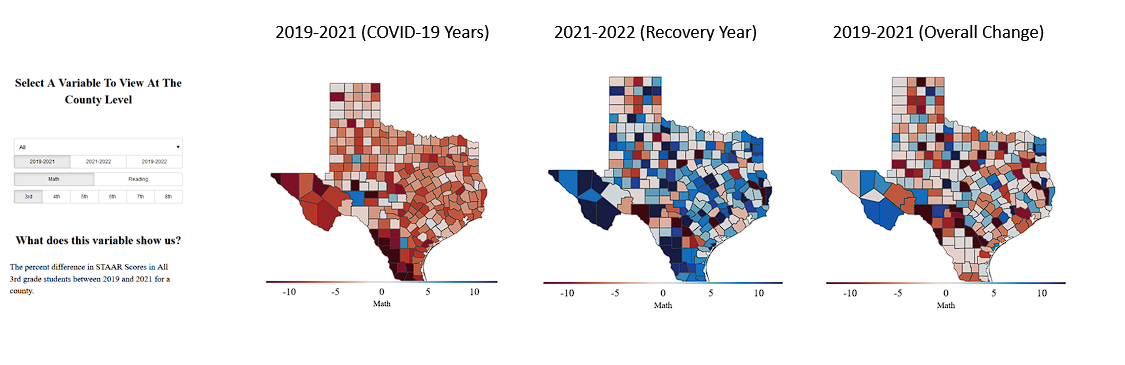 2019-2021 (COVID-19 Years)
2021-2022 (Recovery Year)
2019-2021 (Overall Change)
Select A Variable To View At The
County Level
All
2019-2021 2021-2022 2019-2022
Math Reading
3rd 4th 5th 6th 7th 8th
What does this variable show us?
The percent difference in STAAR Scores in All
3rd grade students between 2019 and 2021 for a
county.
-10 -5 0 5 10
Math
-10 -5 0 5 10
Math
-10 -5 0 5 10
Math